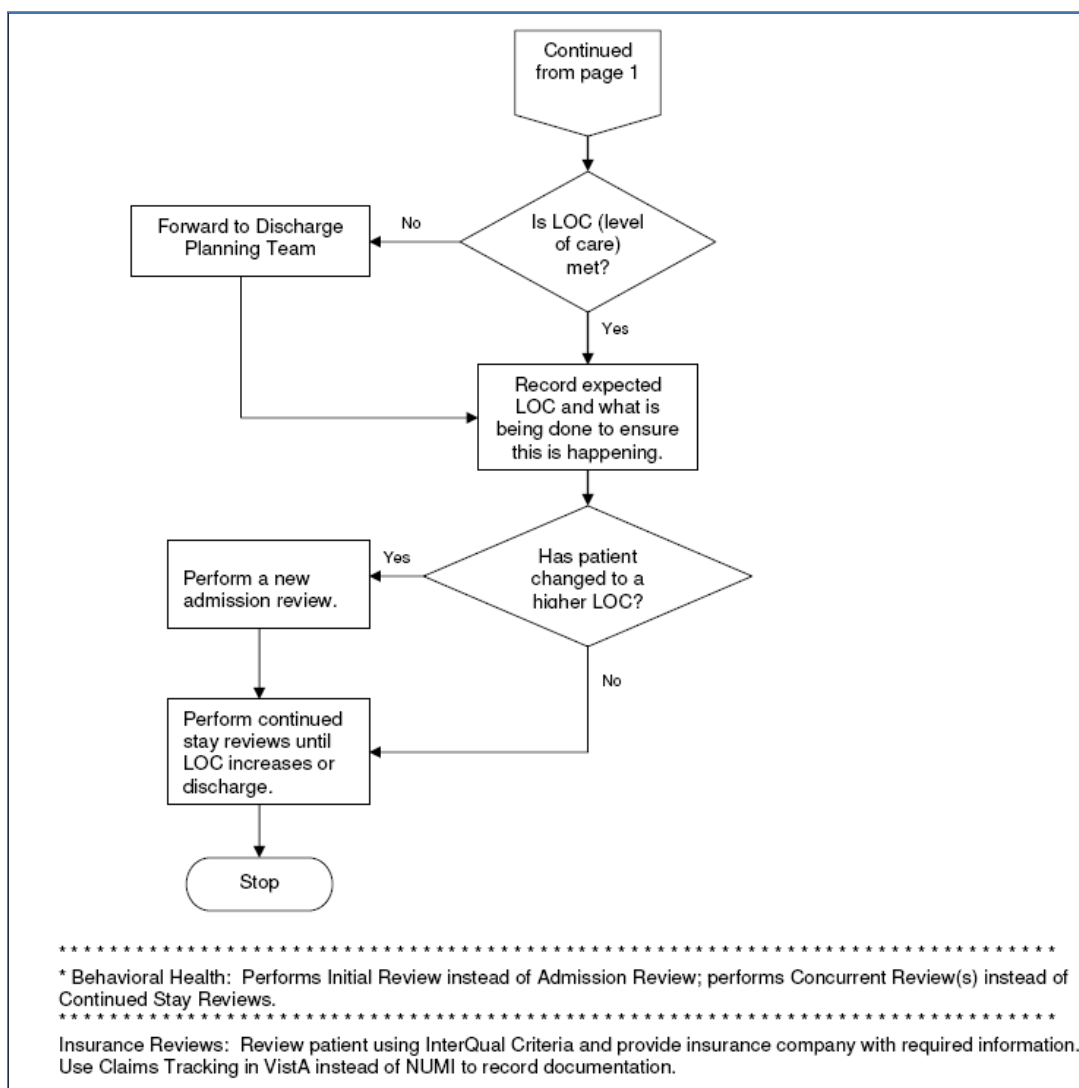 Continued
from page 1
Is LOC (level
of care)
met?
No
Forward to Discharge
Planning Team
Yes
Record expected
LOC and what is
being done to ensure
this is happening.
Has patient
changed to a
higher LOC?
Yes
Perform a new
admission review.
No
Perform continued
stay reviews until
LOC increases or
discharge.
Stop
* * * * * * * * * * * * * * * * * * * * * * * * * * * * * * * * * * * * * * * * * * * * * * * * * * * * * * * * * * * * * * * * * * * * * * * * * * * * * * * * * *
* Behavioral Health: Performs Initial Review instead of Admission Review; performs Concurrent Review(s) instead of
Continued Stay Reviews.
* * * * * * * * * * * * * * * * * * * * * * * * * * * * * * * * * * * * * * * * * * * * * * * * * * * * * * * * * * * * * * * * * * * * * * * * * * * * * * * * * *
Insurance Reviews: Review patient using InterQual Criteria and provide insurance company with required information.
Use Claims Tracking in VistA instead of NUMI to record documentation.